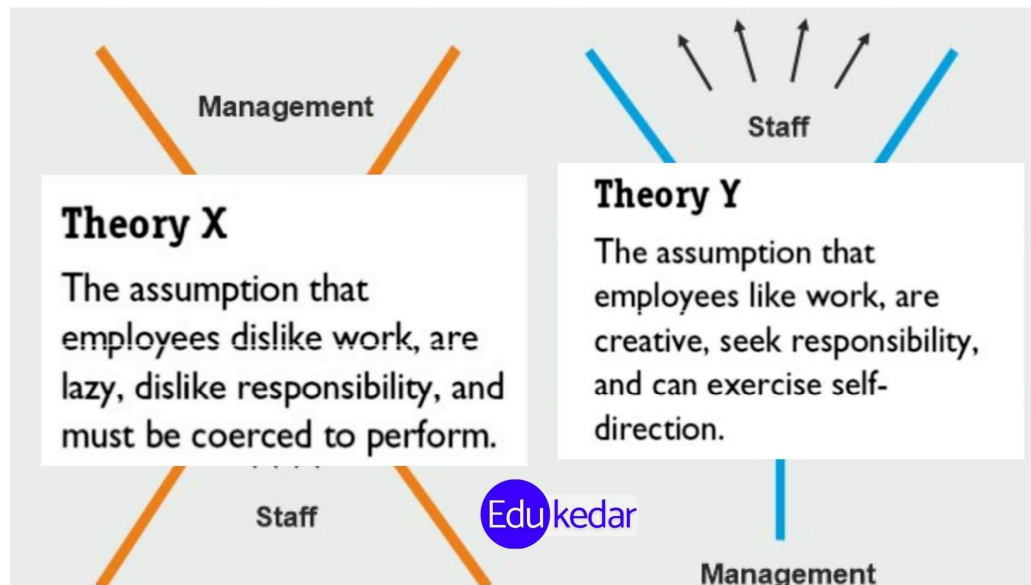 Management
Theory X
The assumption that
employees dislike work, are
lazy, dislike responsibility, and
must be coerced to perform.
Staff
Staff
Theory Y
The assumption that
employees like work, are
creative, seek responsibility,
and can exercise self-
direction.
Management
Edukedar